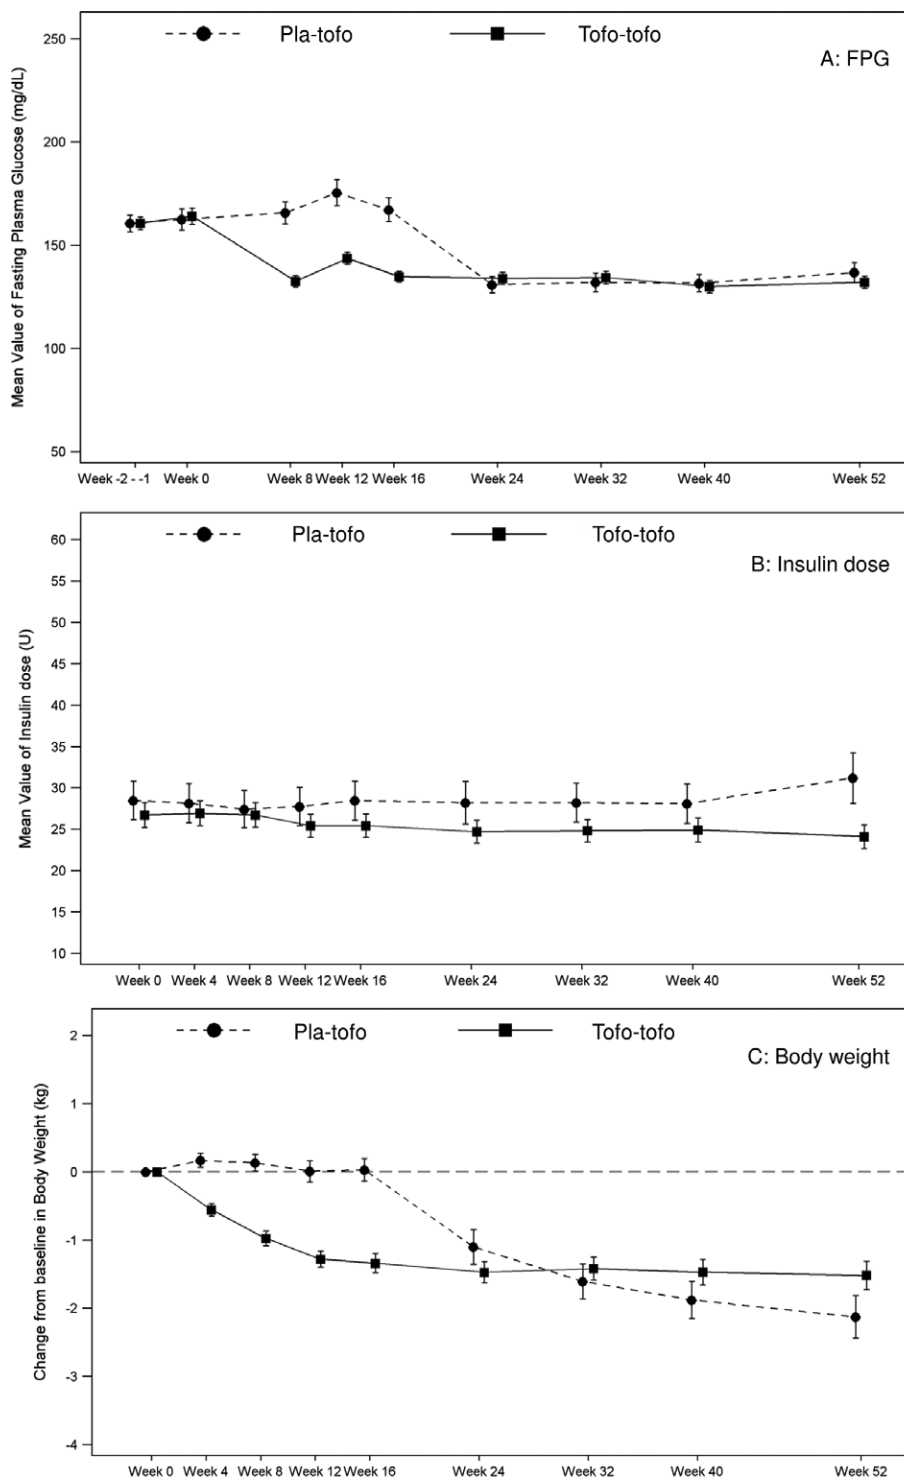 Pla-tofo Tofo-tofo
A: FPG
Mean Value of Fasting Plasma Glucose (mg/dL)
250
200
150
100
50
Week -2 - -1 Week 0 Week 8 Week 12 Week 16 Week 24 Week 32 Week 40 Week 52
Pla-tofo Tofo-tofo
B: Insulin dose
Mean Value of Insulin dose (U)
60
55
50
45
40
35
30
25
20
15
10
Week 0 Week 4 Week 8 Week 12 Week 16 Week 24 Week 32 Week 40 Week 52
Pla-tofo Tofo-tofo
C: Body weight
Change from baseline in Body Weight (kg)
2
1
0
-1
-2
-3
-4
Week 0 Week 4 Week 8 Week 12 Week 16 Week 24 Week 32 Week 40 Week 52